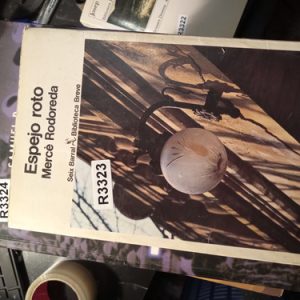 Espejo roto
Mercè Rodoreda
Seix Barral Biblioteca Breve
R3323
R3324
R3322